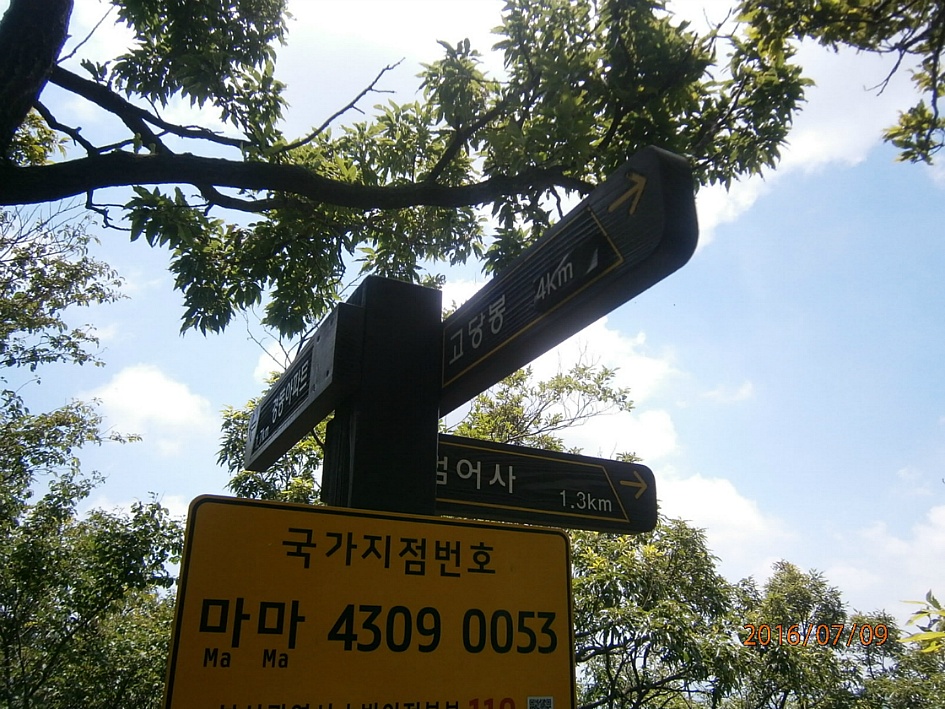 고당봉 4km
범어사
1.3km
국가지점번호
마마 4309 0053
Ma Ma
119
2016/07/09